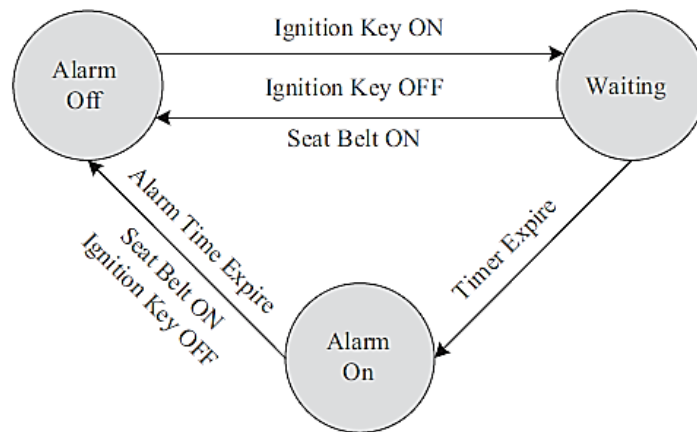 Ignition Key ON
Alarm
Off
Ignition Key OFF
Waiting
Seat Belt ON
Alarm Time Expire
Seat Belt ON
Ignition Key OFF
Timer Expire
Alarm
On